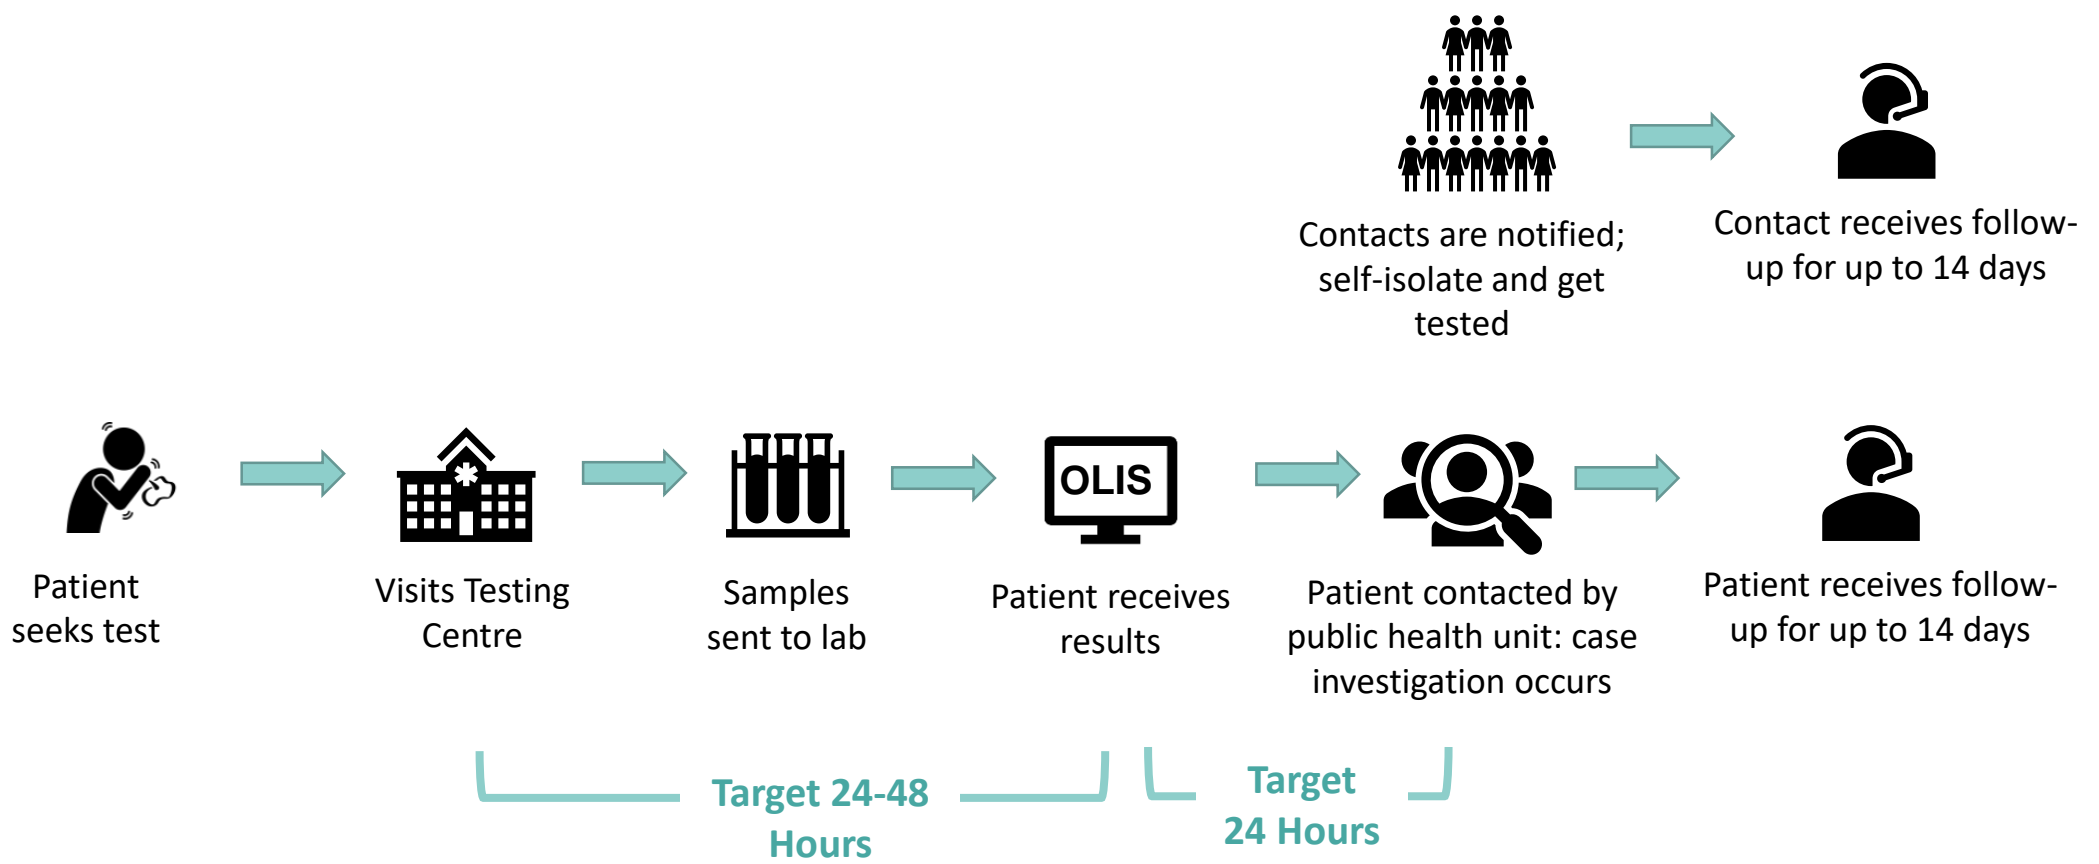 Contacts are notified;
self-isolate and get
tested
Contact receives follow-
up for up to 14 days
Patient
seeks test
Visits Testing
Centre
Samples
sent to lab
OLIS
Patient receives
results
Patient contacted by
public health unit: case
investigation occurs
Patient receives follow-
up for up to 14 days
Target 24-48
Hours
Target
24 Hours